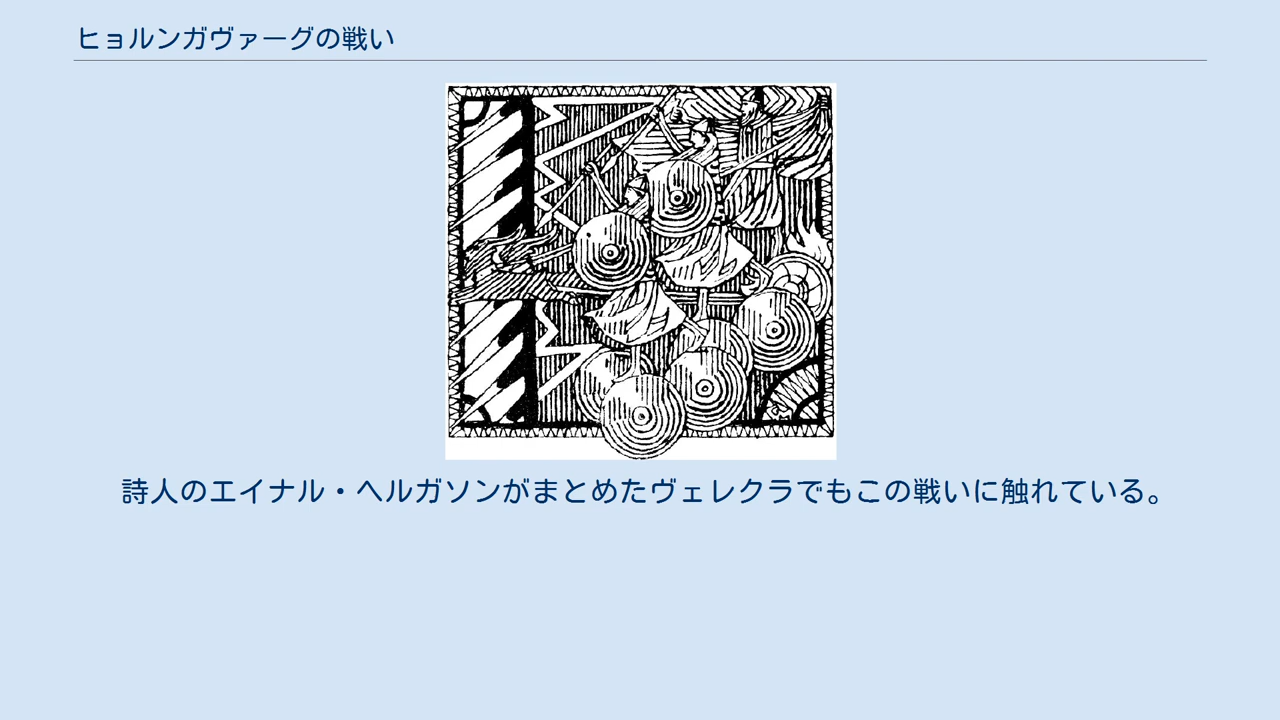 ヒョルンガヴァーグの戦い
詩人のエイナル・ヘルガソンがまとめたヴェレクラでもこの戦いに触れている。